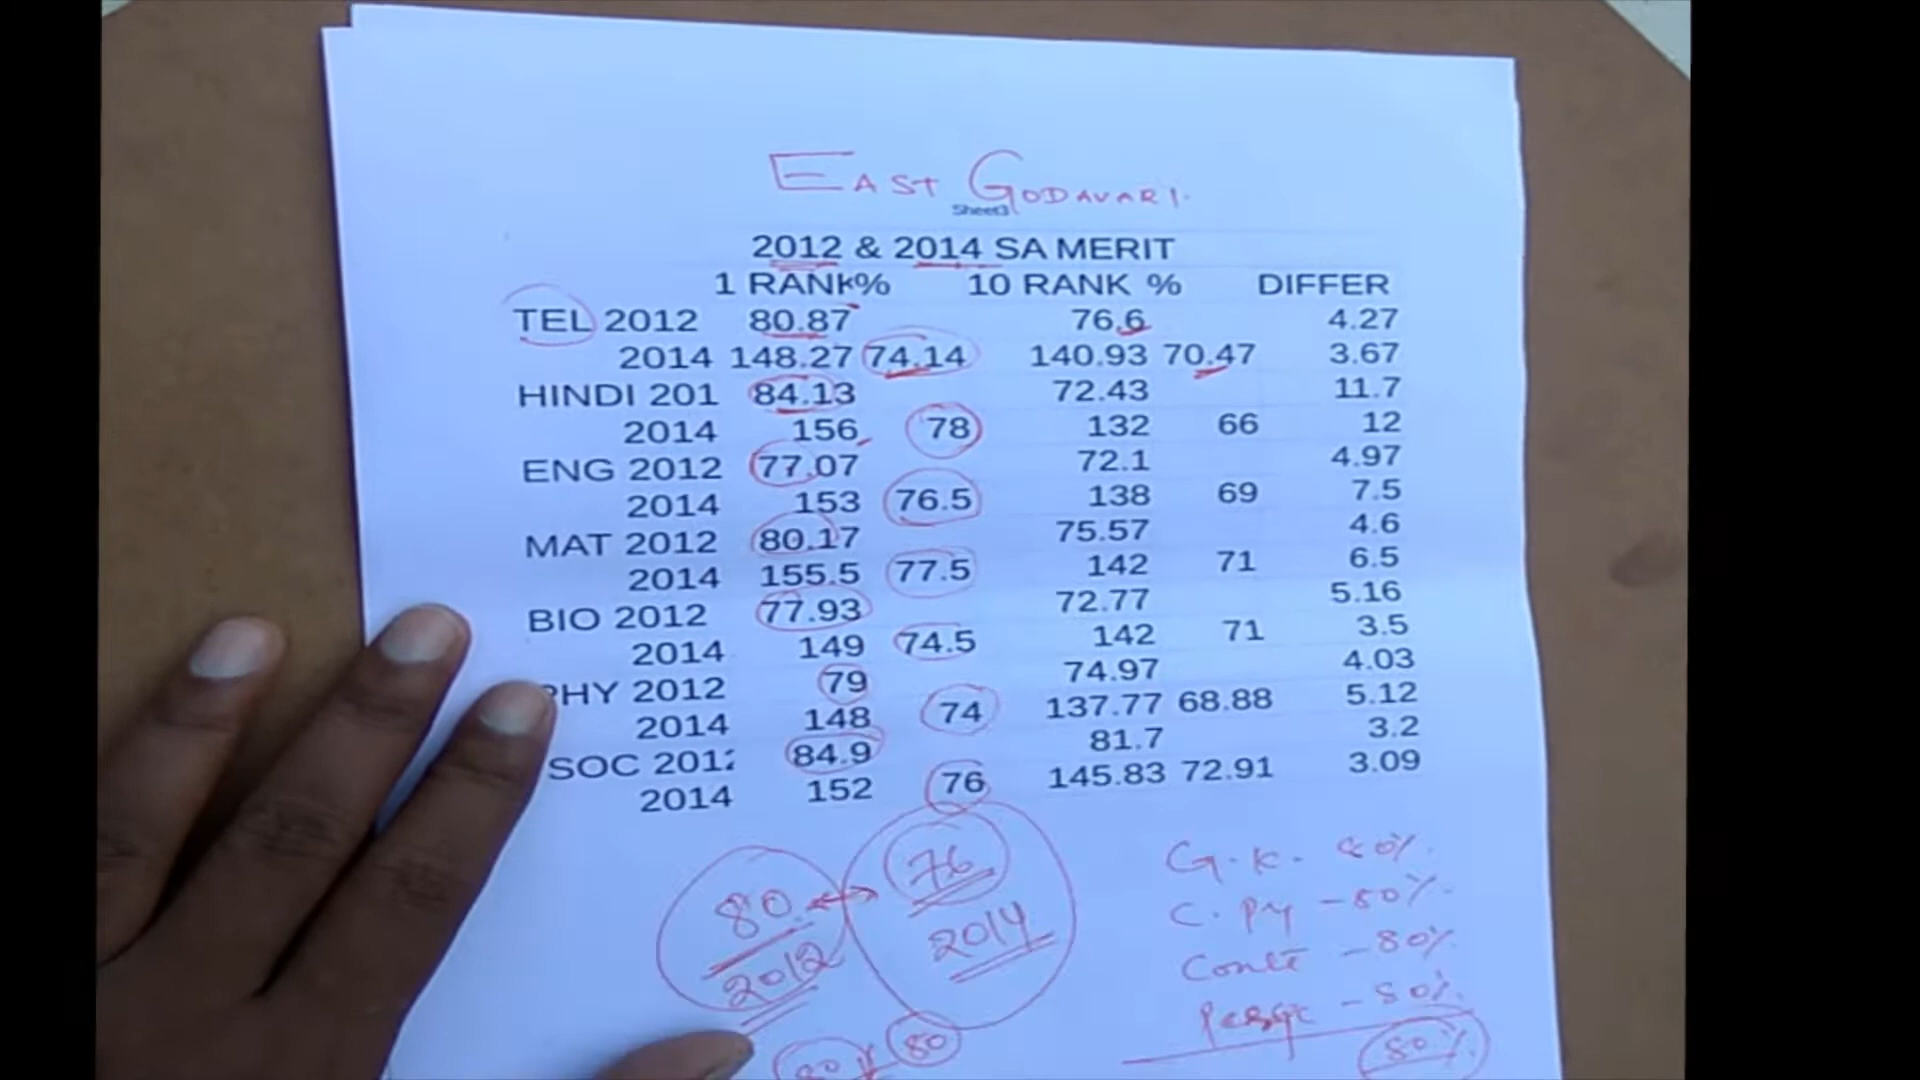 EAST GODAVARI.
Sheet3
2012 & 2014 SA MERIT
1 RANK% 10 RANK % DIFFER
TEL 2012 80.87 76.6 4.27
2014 148.27 74.14 140.93 70.47 3.67
HINDI 201 84.13 72.43 11.7
2014 156 78 132 66 12
ENG 2012 77.07 72.1 4.97
2014 153 76.5 138 69 7.5
MAT 2012 80.17 75.57 4.6
2014 155.5 77.5 142 71 6.5
BIO 2012 77.93 72.77 5.16
2014 149 74.5 142 71 3.5
PHY 2012 79 74.97 4.03
2014 148 74 137.77 68.88 5.12
SOC 2012 84.9 81.7 3.2
2014 152 76 145.83 72.91 3.09
80 76
2012 2014
G.K. 80%.
C. Py - 80%.
- 80%.
- 80%.
80 80
80%